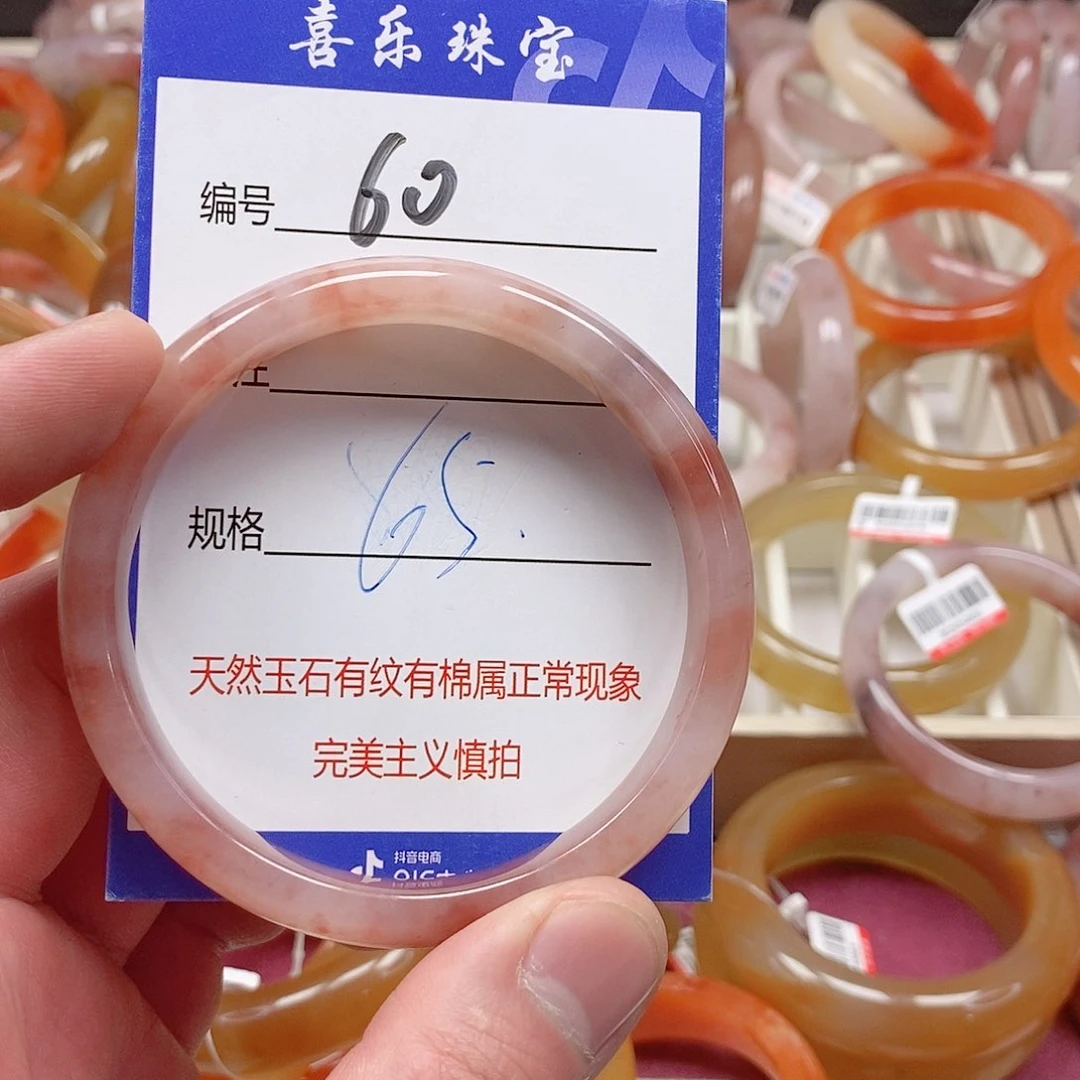 喜乐珠宝
编号 60
注
规格 65.
天然玉石有纹有棉属正常现象
完美主义慎拍
抖音电商